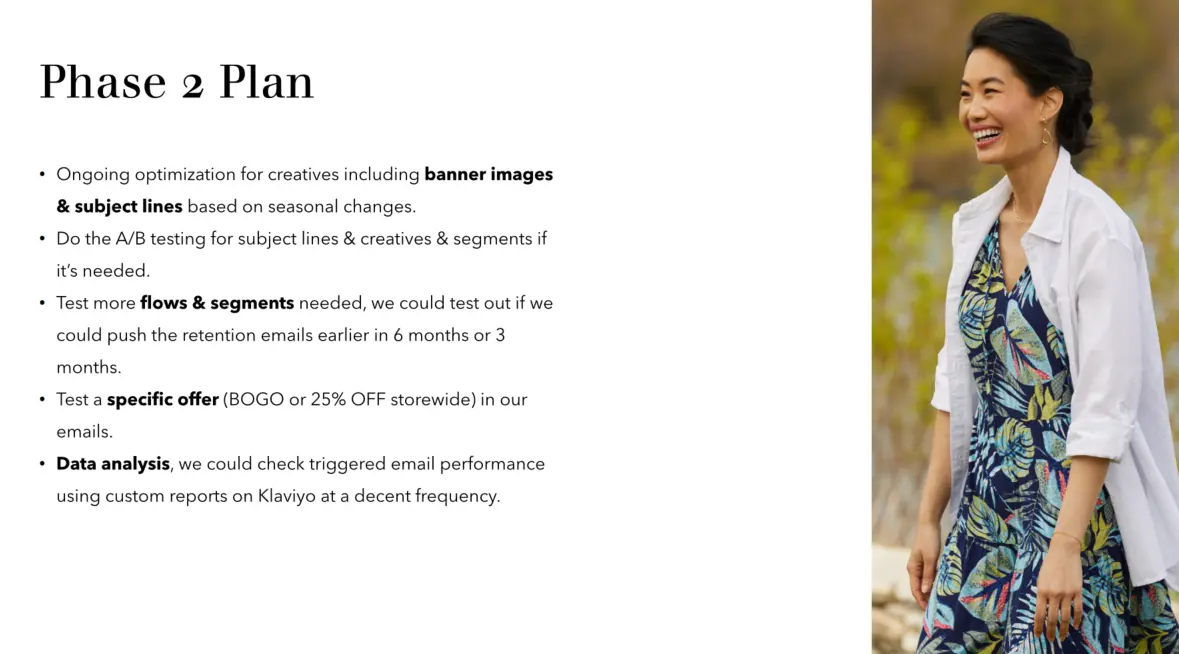 Phase 2 Plan
• Ongoing optimization for creatives including banner images
& subject lines based on seasonal changes.
• Do the A/B testing for subject lines & creatives & segments if
it’s needed.
• Test more flows & segments needed, we could test out if we
could push the retention emails earlier in 6 months or 3
months.
• Test a specific offer (BOGO or 25% OFF storewide) in our
emails.
• Data analysis, we could check triggered email performance
using custom reports on Klaviyo at a decent frequency.